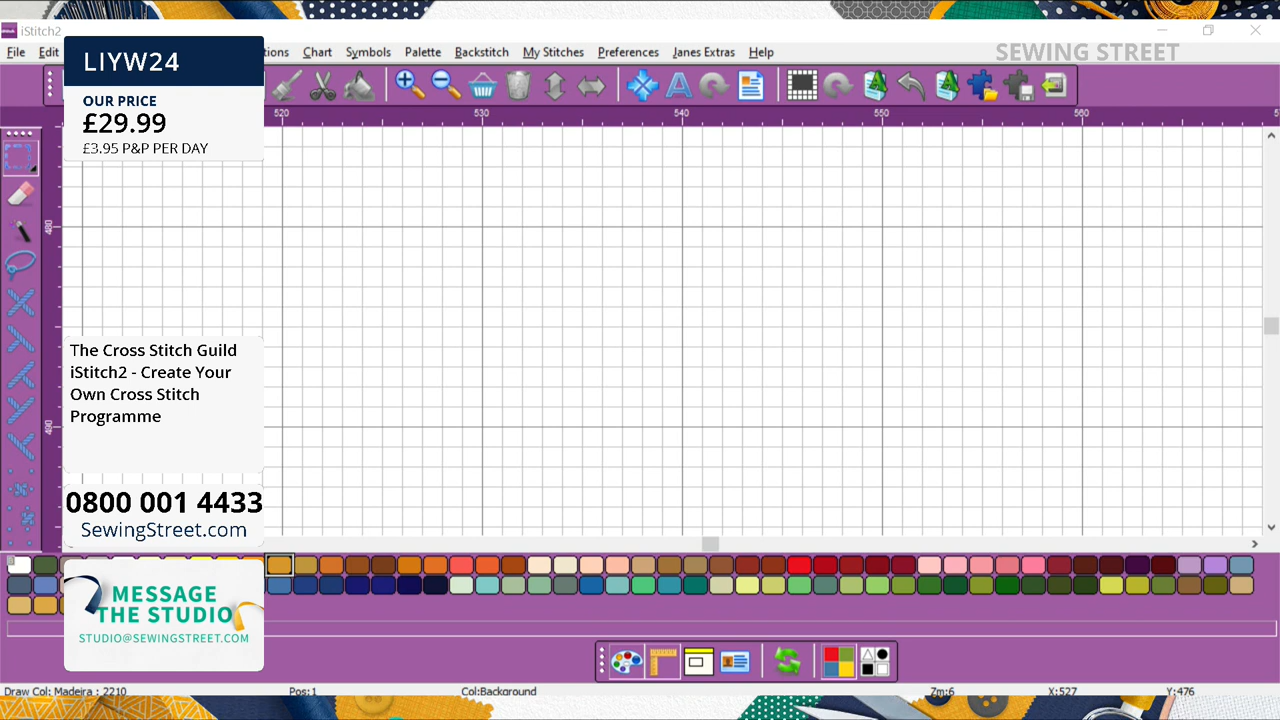 iStitch2
SEWING STREET
File Edit Chart Symbols Palette Backstitch My Stitches Preferences Janes Extras Help
LIYW24
OUR PRICE
£29.99
£3.95 P&P PER DAY
520 530 540 550 560
480
490
The Cross Stitch Guild
iStitch2 - Create Your
Own Cross Stitch
Programme
0800 001 4433
SewingStreet.com
MESSAGE
THE STUDIO
STUDIO@SEWINGSTREET.COM
Draw Col: Madeira : 2210 Pos:1 Col:Background Zm:6 X:527 Y:476